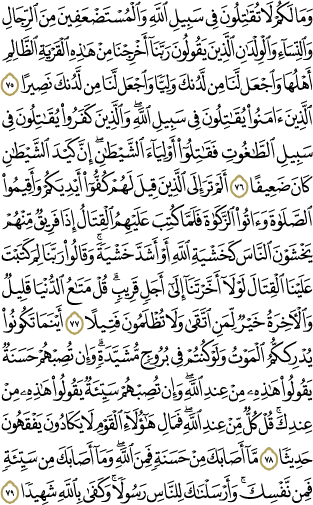 وَمَا لَكُمْ لَا تُقَٰتِلُونَ فِى سَبِيلِ ٱللَّهِ وَٱلْمُسْتَضْعَفِينَ مِنَ ٱلرِّجَالِ
وَٱلنِّسَآءِ وَٱلْوِلْدَٰنِ ٱلَّذِينَ يَقُولُونَ رَبَّنَآ أَخْرِجْنَا مِنْ هَٰذِهِ ٱلْقَرْيَةِ ٱلظَّالِمِ
أَهْلُهَا وَٱجْعَل لَّنَا مِن لَّدُنكَ وَلِيًّا وَٱجْعَل لَّنَا مِن لَّدُنكَ نَصِيرًا ۝٧٥
ٱلَّذِينَ ءَامَنُوا۟ يُقَٰتِلُونَ فِى سَبِيلِ ٱللَّهِ ۖ وَٱلَّذِينَ كَفَرُوا۟ يُقَٰتِلُونَ فِى
سَبِيلِ ٱلطَّٰغُوتِ فَقَٰتِلُوٓا۟ أَوْلِيَآءَ ٱلشَّيْطَٰنِ ۖ إِنَّ كَيْدَ ٱلشَّيْطَٰنِ
كَانَ ضَعِيفًا ۝٧٦ أَلَمْ تَرَ إِلَى ٱلَّذِينَ قِيلَ لَهُمْ كُفُّوٓا۟ أَيْدِيَكُمْ وَأَقِيمُوا۟
ٱلصَّلَوٰةَ وَءَاتُوا۟ ٱلزَّكَوٰةَ فَلَمَّا كُتِبَ عَلَيْهِمُ ٱلْقِتَالُ إِذَا فَرِيقٌ مِّنْهُمْ
يَخْشَوْنَ ٱلنَّاسَ كَخَشْيَةِ ٱللَّهِ أَوْ أَشَدَّ خَشْيَةً ۚ وَقَالُوا۟ رَبَّنَا لِمَ كَتَبْتَ
عَلَيْنَا ٱلْقِتَالَ لَوْلَآ أَخَّرْتَنَآ إِلَىٰٓ أَجَلٍ قَرِيبٍ ۗ قُلْ مَتَٰعُ ٱلدُّنْيَا قَلِيلٌ
وَٱلْءَاخِرَةُ خَيْرٌ لِّمَنِ ٱتَّقَىٰ وَلَا تُظْلَمُونَ فَتِيلًا ۝٧٧ أَيْنَمَا تَكُونُوا۟
يُدْرِككُّمُ ٱلْمَوْتُ وَلَوْ كُنتُمْ فِى بُرُوجٍ مُّشَيَّدَةٍ ۗ وَإِن تُصِبْهُمْ حَسَنَةٌ
يَقُولُوا۟ هَٰذِهِۦ مِنْ عِندِ ٱللَّهِ ۖ وَإِن تُصِبْهُمْ سَيِّئَةٌ يَقُولُوا۟ هَٰذِهِۦ مِنْ
عِندِكَ ۚ قُلْ كُلٌّ مِّنْ عِندِ ٱللَّهِ ۖ فَمَالِ هَٰٓؤُلَآءِ ٱلْقَوْمِ لَا يَكَادُونَ يَفْقَهُونَ
حَدِيثًا ۝٧٨ مَّآ أَصَابَكَ مِنْ حَسَنَةٍ فَمِنَ ٱللَّهِ ۖ وَمَآ أَصَابَكَ مِن سَيِّئَةٍ
فَمِن نَّفْسِكَ ۚ وَأَرْسَلْنَٰكَ لِلنَّاسِ رَسُولًا ۚ وَكَفَىٰ بِٱللَّهِ شَهِيدًا ۝٧٩